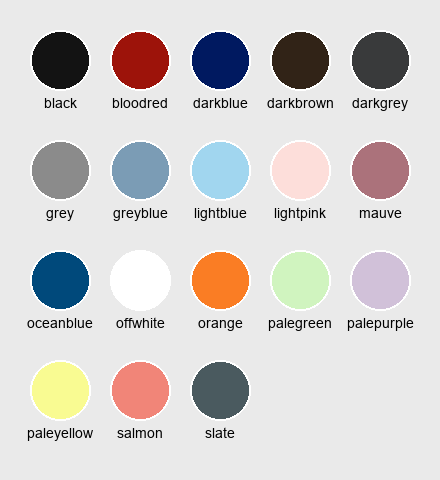 black bloodred darkblue darkbrown darkgrey
grey greyblue lightblue lightpink mauve
oceanblue offwhite orange palegreen palepurple
paleyellow salmon slate